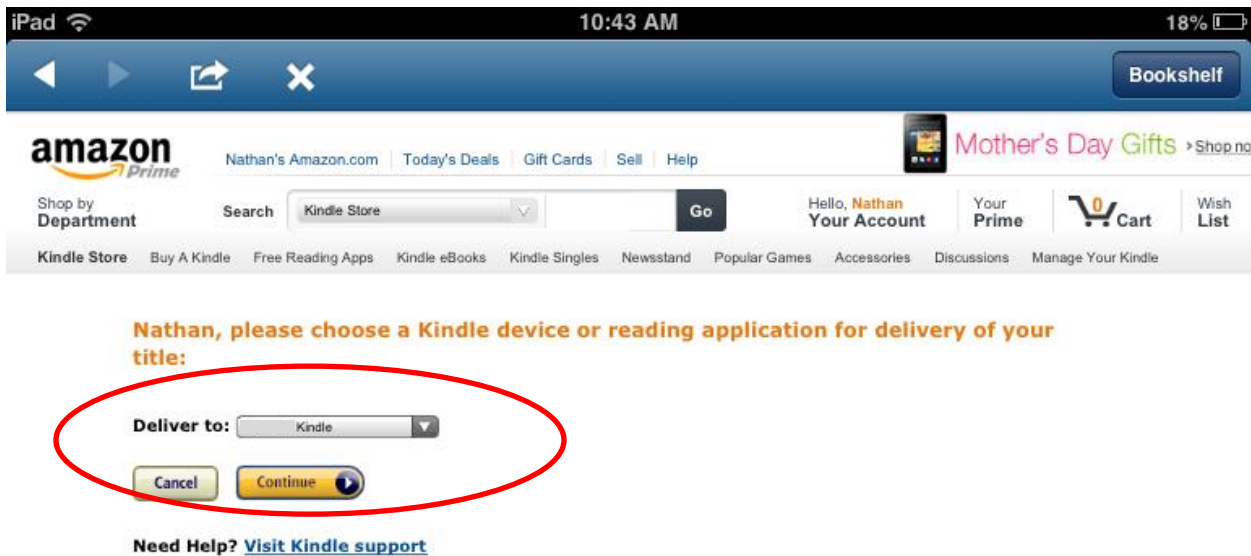 iPad 10:43 AM 18%
Bookshelf
amazon Prime
Nathan's Amazon.com Today's Deals Gift Cards Sell Help
Mother's Day Gifts › Shop no
Shop by Department
Search Kindle Store Go
Hello, Nathan Your Account
Your Prime
0 Cart
Wish List
Kindle Store Buy A Kindle Free Reading Apps Kindle eBooks Kindle Singles Newsstand Popular Games Accessories Discussions Manage Your Kindle
Nathan, please choose a Kindle device or reading application for delivery of your
title:
Deliver to: Kindle
Cancel Continue
Need Help? Visit Kindle support